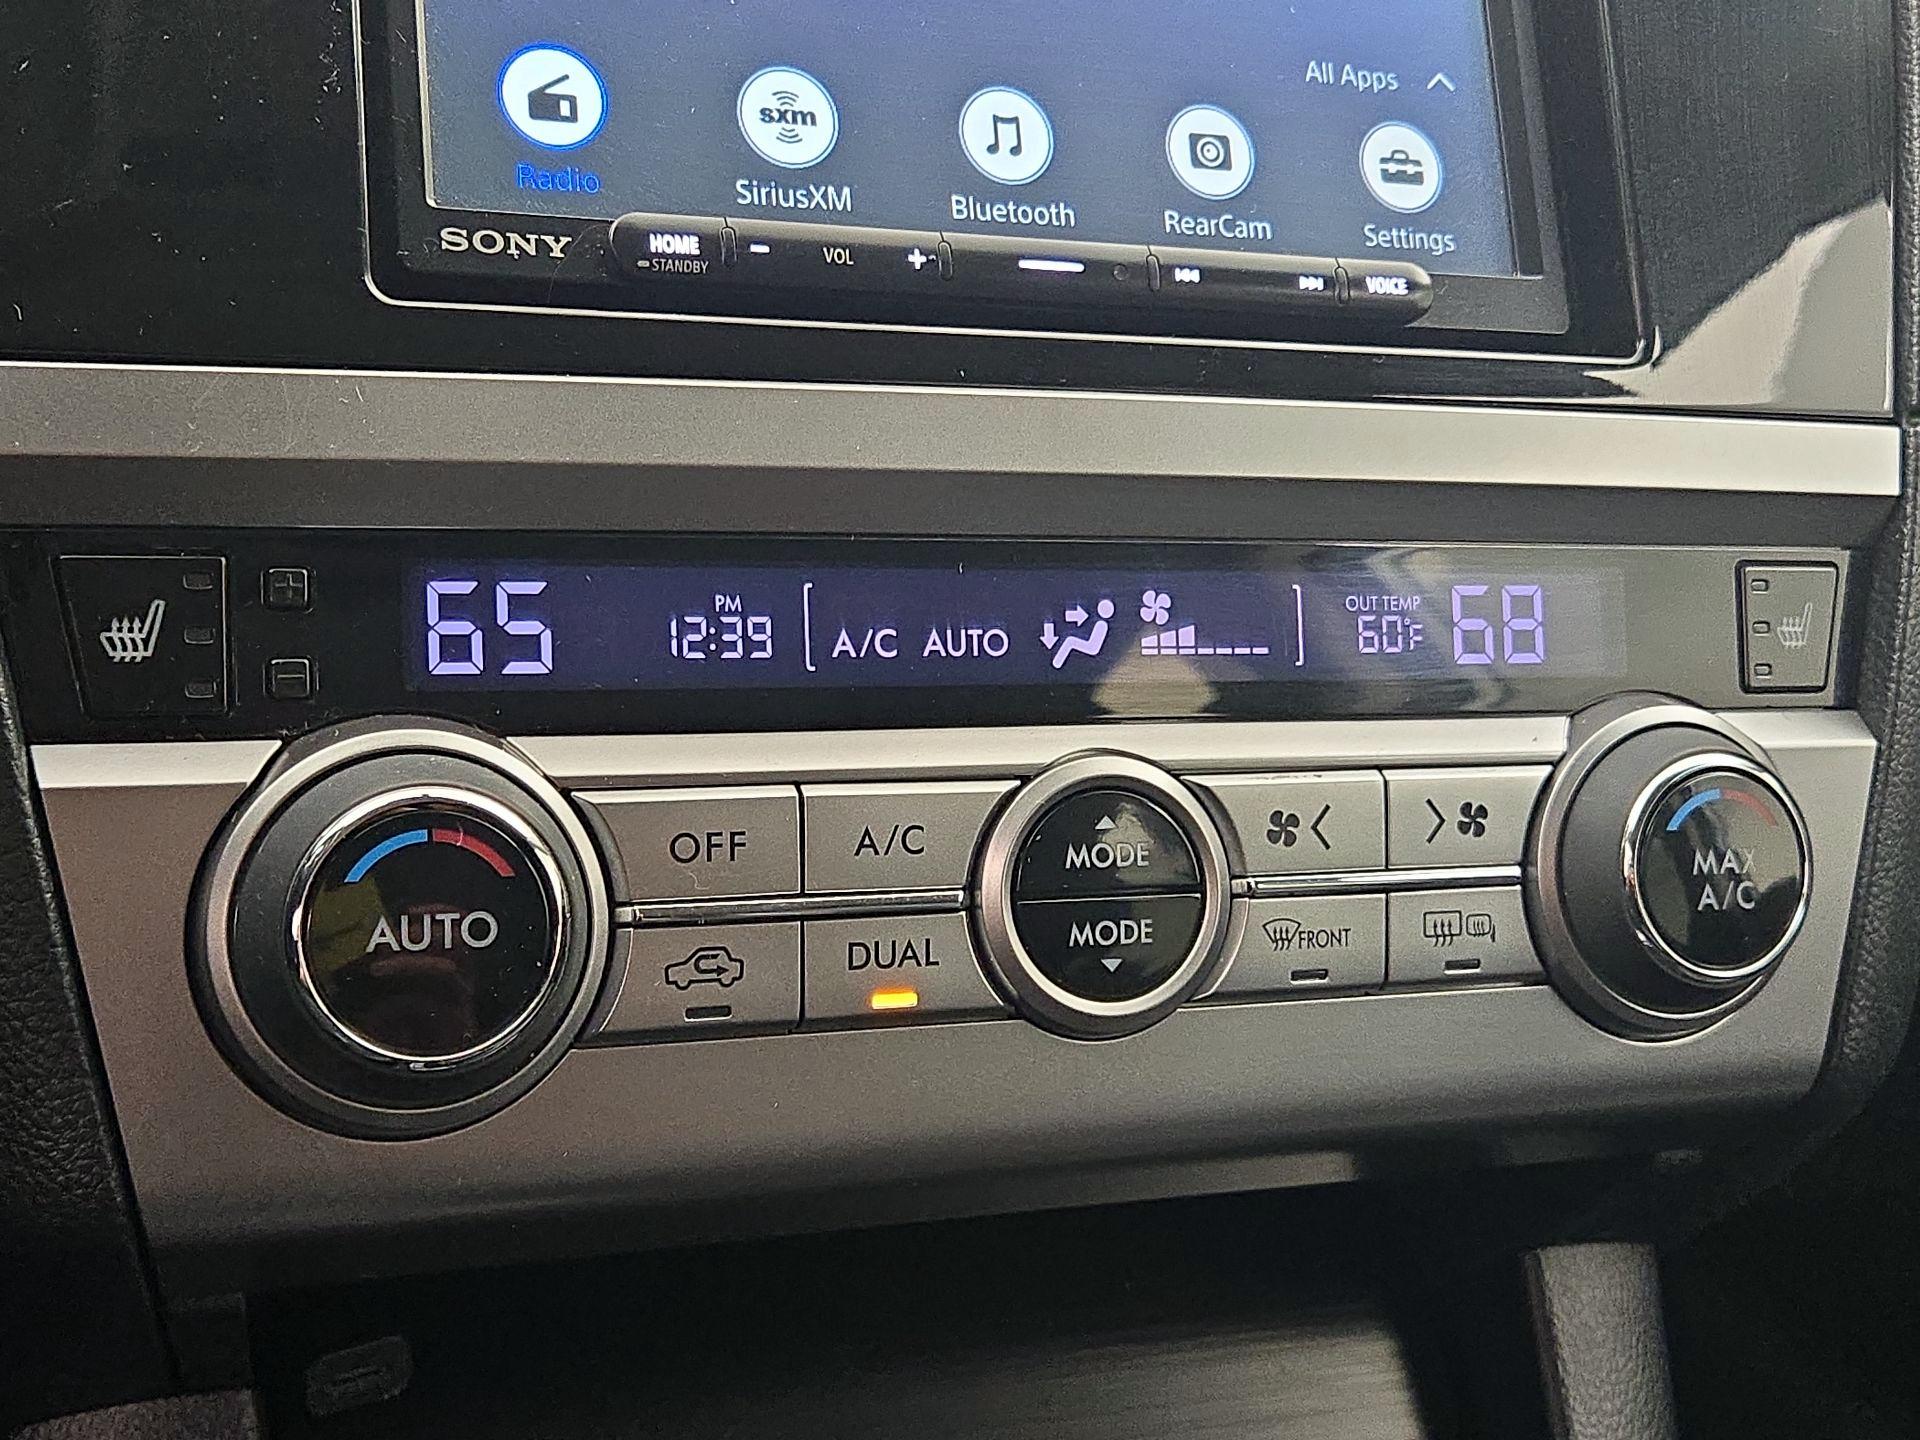 All Apps
Radio
sxm
SiriusXM
Bluetooth
RearCam
Settings
SONY
HOME
STANDBY
- VOL +
VOICE
65
PM
12:39
A/C AUTO
OUT TEMP
60°F
68
AUTO
OFF
A/C
DUAL
MODE
MODE
FRONT
MAX
A/C